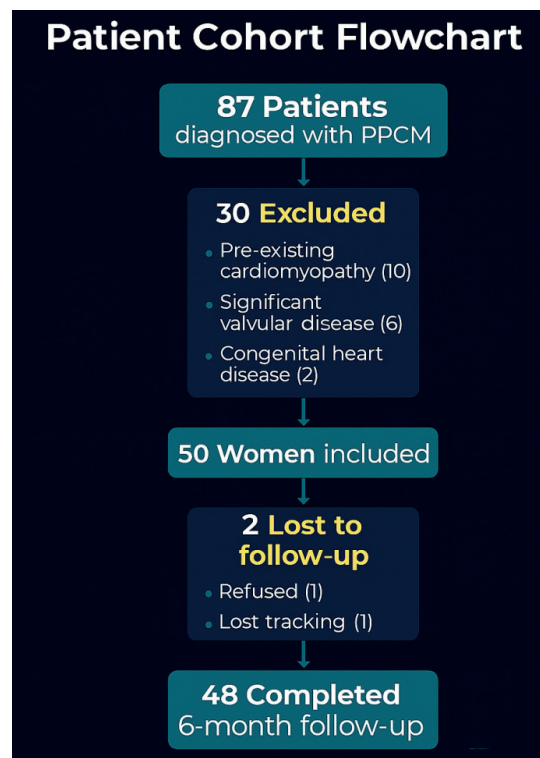 Patient Cohort Flowchart
87 Patients
diagnosed with PPCM
30 Excluded
• Pre-existing
cardiomyopathy (10)
• Significant
valvular disease (6)
• Congenital heart
disease (2)
50 Women included
2 Lost to
follow-up
• Refused (1)
• Lost tracking (1)
48 Completed
6-month follow-up